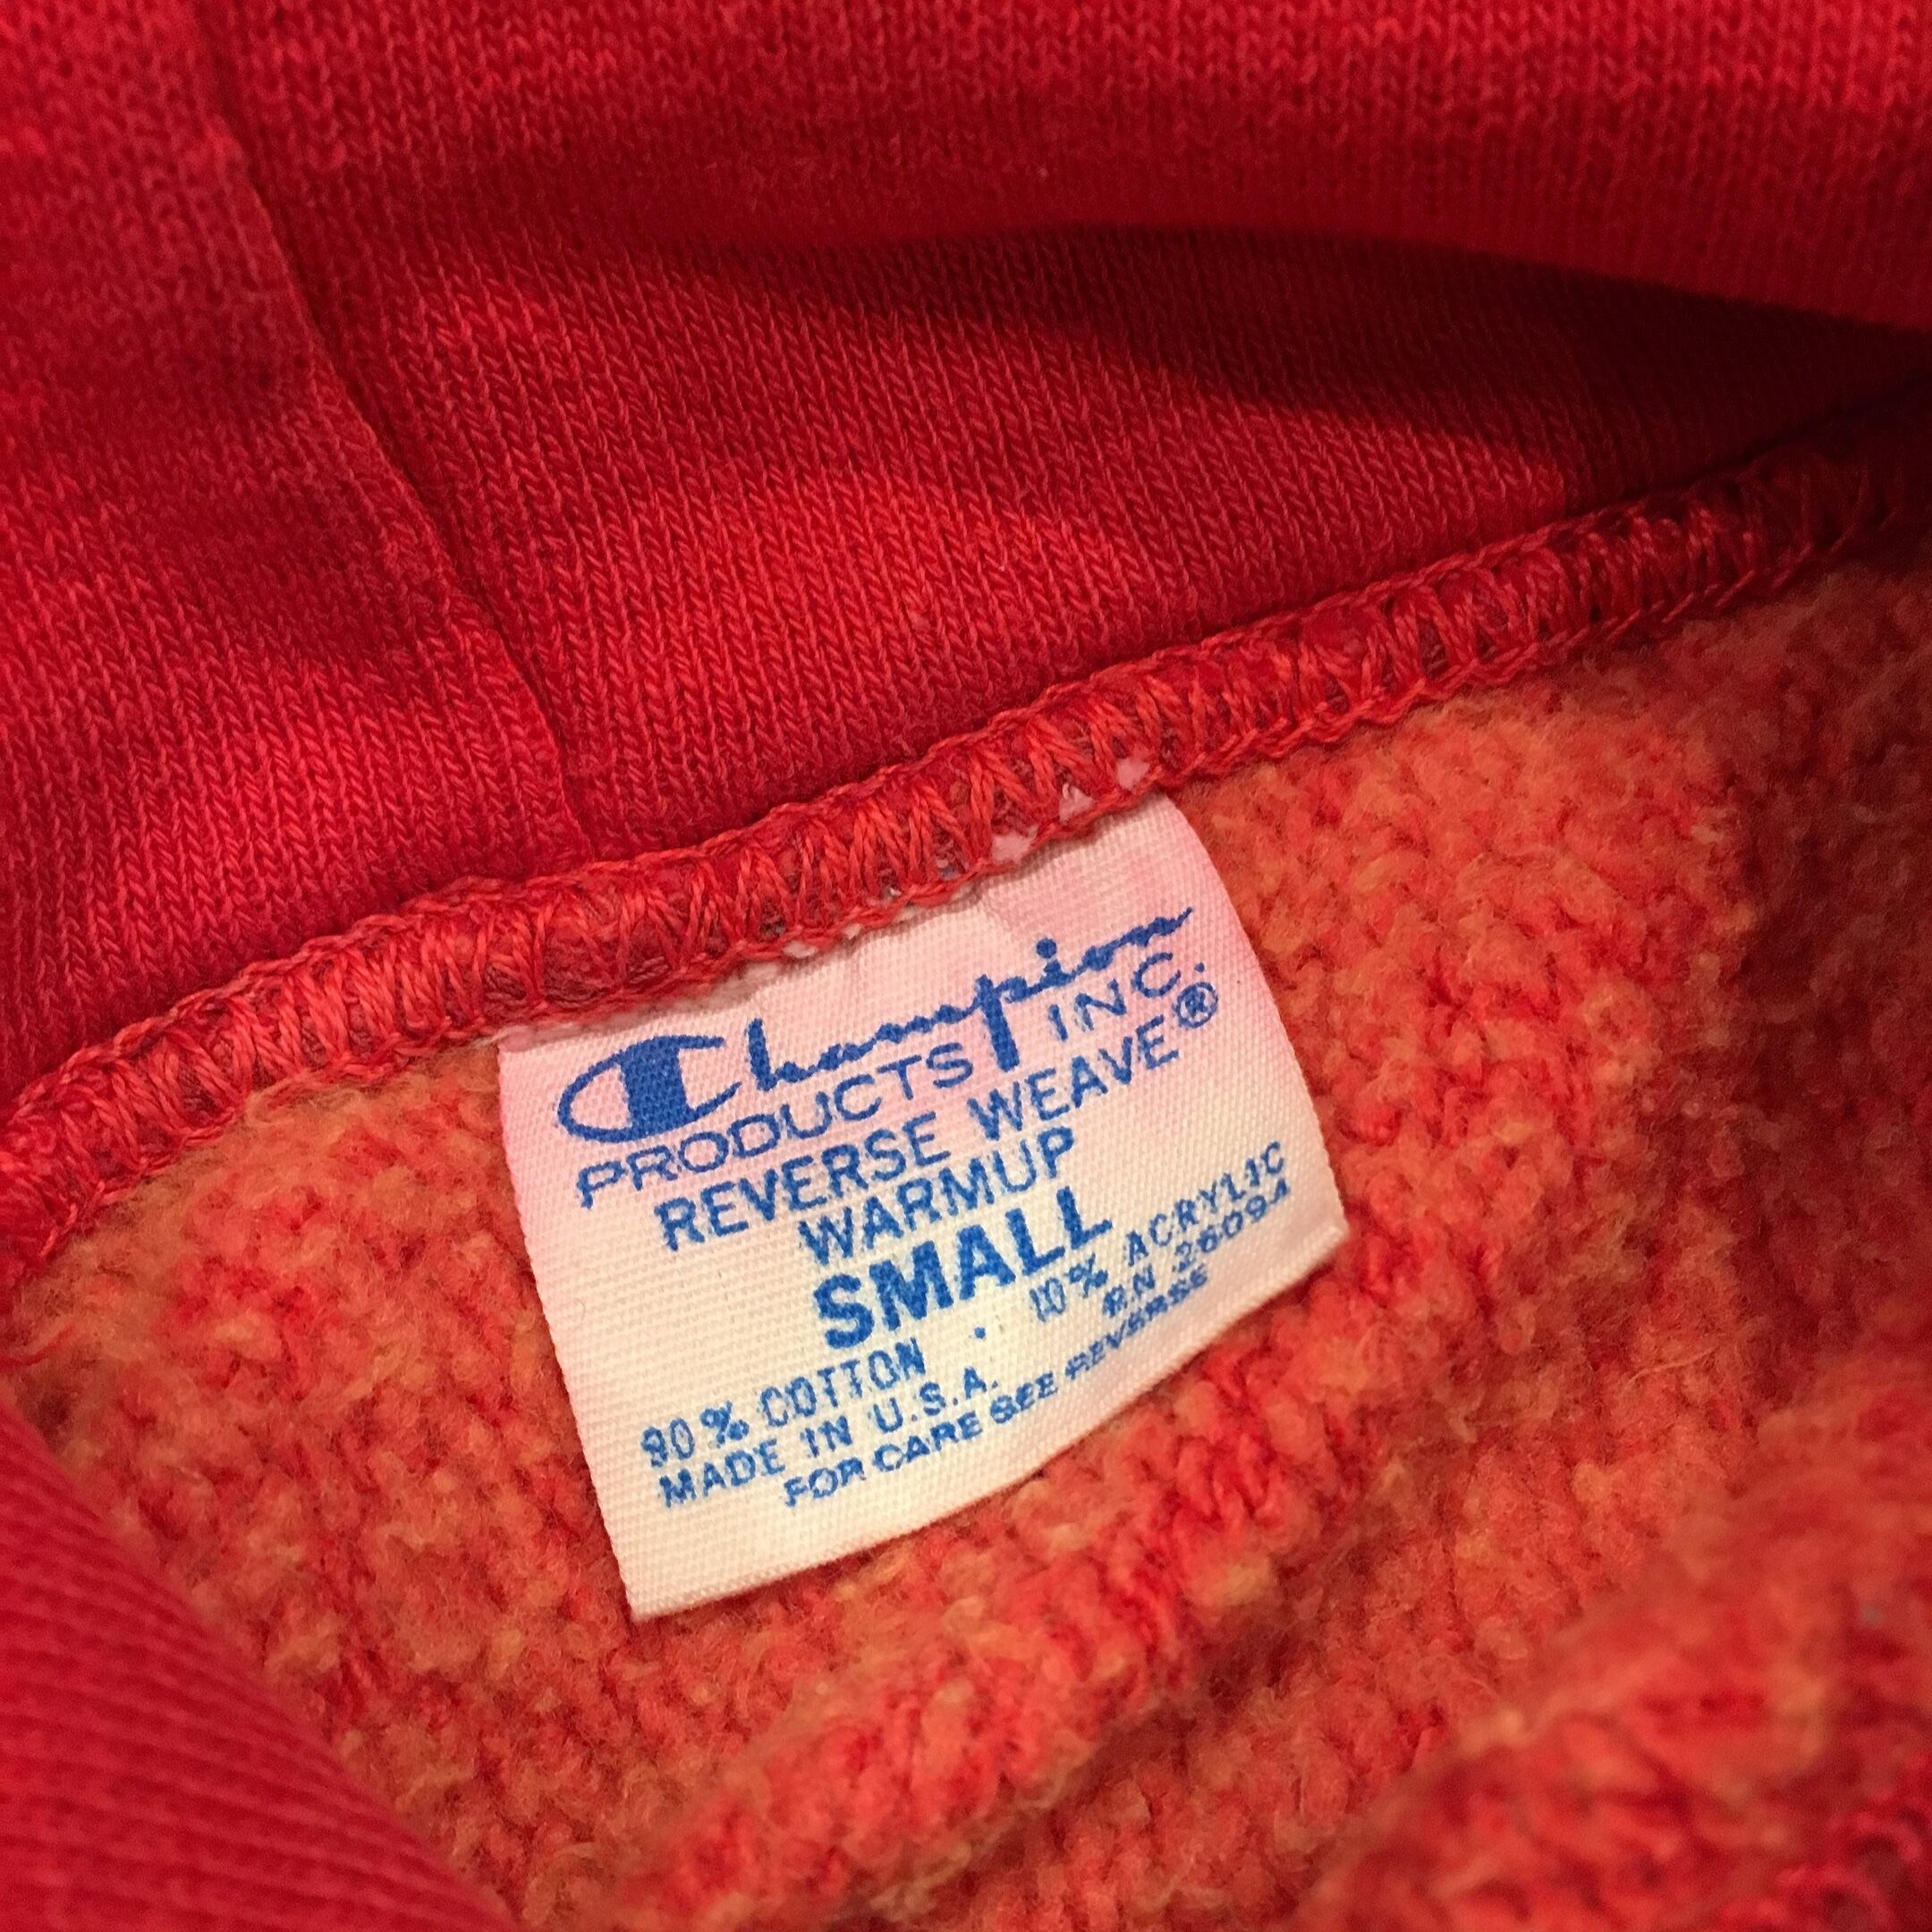 Champion
PRODUCTS INC.
REVERSE WEAVE®
WARMUP
SMALL
90% COTTON · 10% ACRYLIC
MADE IN U.S.A. RN 26094
FOR CARE SEE REVERSE